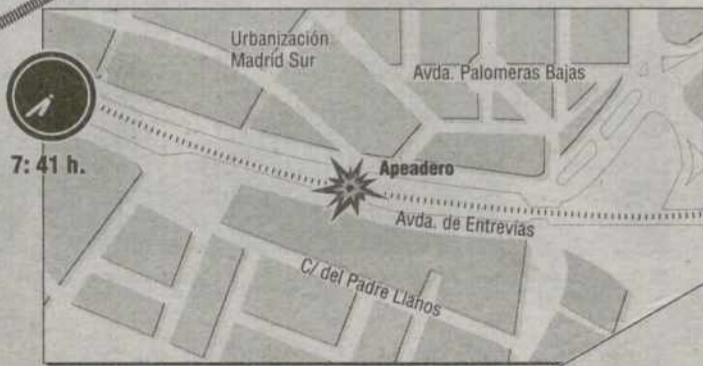 Urbanización
Madrid Sur
Avda. Palomeras Bajas
7: 41 h.
Apeadero
Avda. de Entrevías
C/ del Padre Llanos